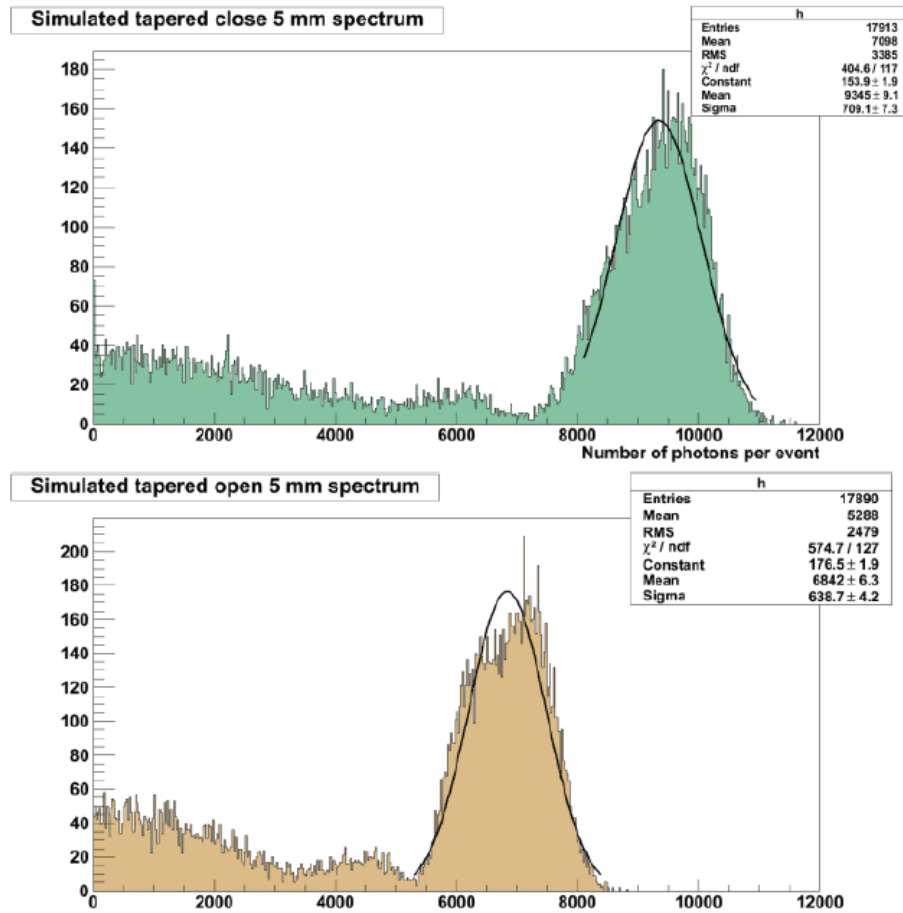 Simulated tapered close 5 mm spectrum
h
Entries 17913
Mean 7098
RMS 3385
χ² / ndf 404.6 / 117
Constant 153.9 ± 1.9
Mean 9345 ± 9.1
Sigma 709.1 ± 7.3
180
160
140
120
100
80
60
40
20
0
0 2000 4000 6000 8000 10000 12000
Number of photons per event
Simulated tapered open 5 mm spectrum
h
Entries 17890
Mean 5288
RMS 2479
χ² / ndf 574.7 / 127
Constant 176.5 ± 1.9
Mean 6842 ± 6.3
Sigma 638.7 ± 4.2
200
180
160
140
120
100
80
60
40
20
0
0 2000 4000 6000 8000 10000 12000